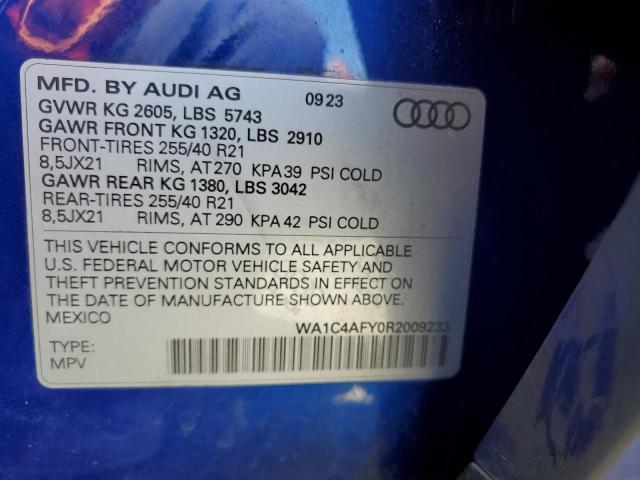 MFD. BY AUDI AG 09 23
GVWR KG 2605, LBS 5743
GAWR FRONT KG 1320, LBS 2910
FRONT-TIRES 255/40 R21
8,5JX21 RIMS, AT 270 KPA 39 PSI COLD
GAWR REAR KG 1380, LBS 3042
REAR-TIRES 255/40 R21
8,5JX21 RIMS, AT 290 KPA 42 PSI COLD
THIS VEHICLE CONFORMS TO ALL APPLICABLE
U.S. FEDERAL MOTOR VEHICLE SAFETY AND
THEFT PREVENTION STANDARDS IN EFFECT ON
THE DATE OF MANUFACTURE SHOWN ABOVE.
MEXICO
WA1C4AFY0R2009233
TYPE:
MPV